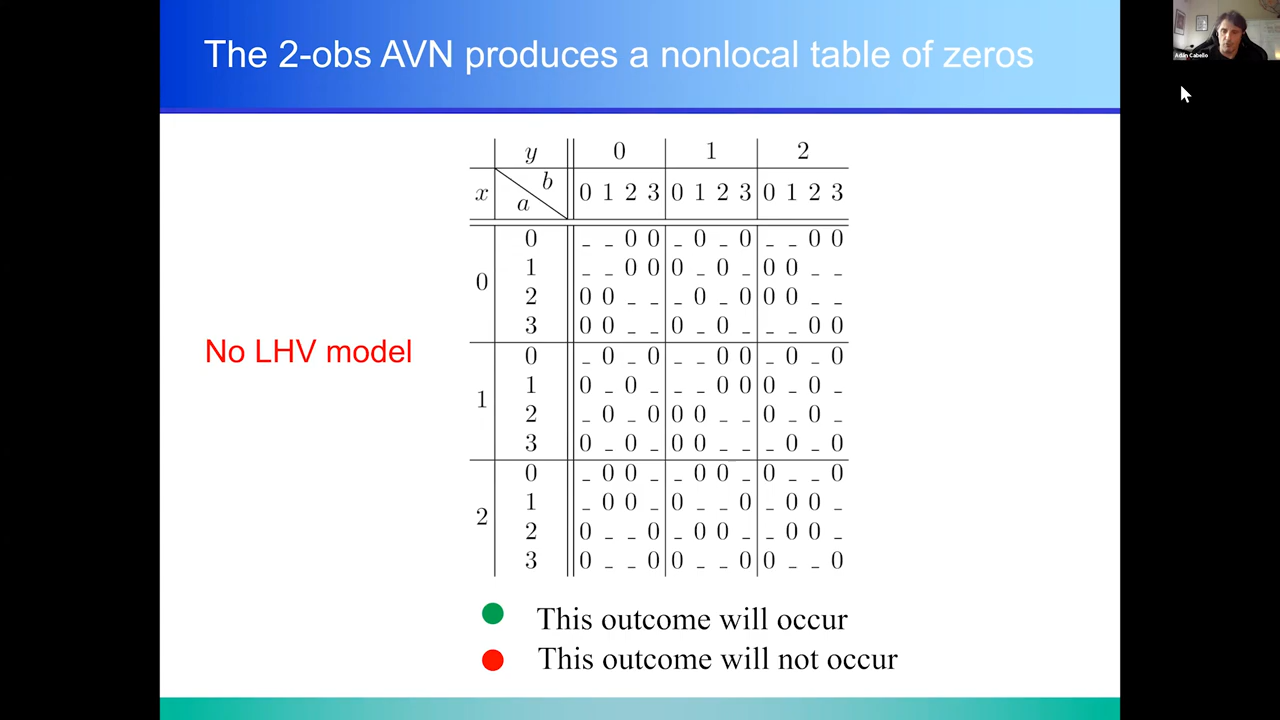 The 2-obs AVN produces a nonlocal table of zeros
Adán Cabello
y 0 1 2
x a b 0 1 2 3 0 1 2 3 0 1 2 3
0 _ _ 0 0 _ 0 _ 0 _ _ 0 0
1 _ _ 0 0 0 _ 0 _ 0 0 _ _
0
2 0 0 _ _ _ 0 _ 0 0 0 _ _
3 0 0 _ _ 0 _ 0 _ _ _ 0 0
0 _ 0 _ 0 _ _ 0 0 _ 0 _ 0
1 0 _ 0 _ _ _ 0 0 0 _ 0 _
1
2 _ 0 _ 0 0 0 _ _ 0 _ 0 _
3 0 _ 0 _ 0 0 _ _ _ 0 _ 0
0 _ 0 0 _ _ 0 0 _ 0 _ _ 0
1 _ 0 0 _ 0 _ _ 0 _ 0 0 _
2
2 0 _ _ 0 _ 0 0 _ _ 0 0 _
3 0 _ _ 0 0 _ _ 0 0 _ _ 0
No LHV model
This outcome will occur
This outcome will not occur